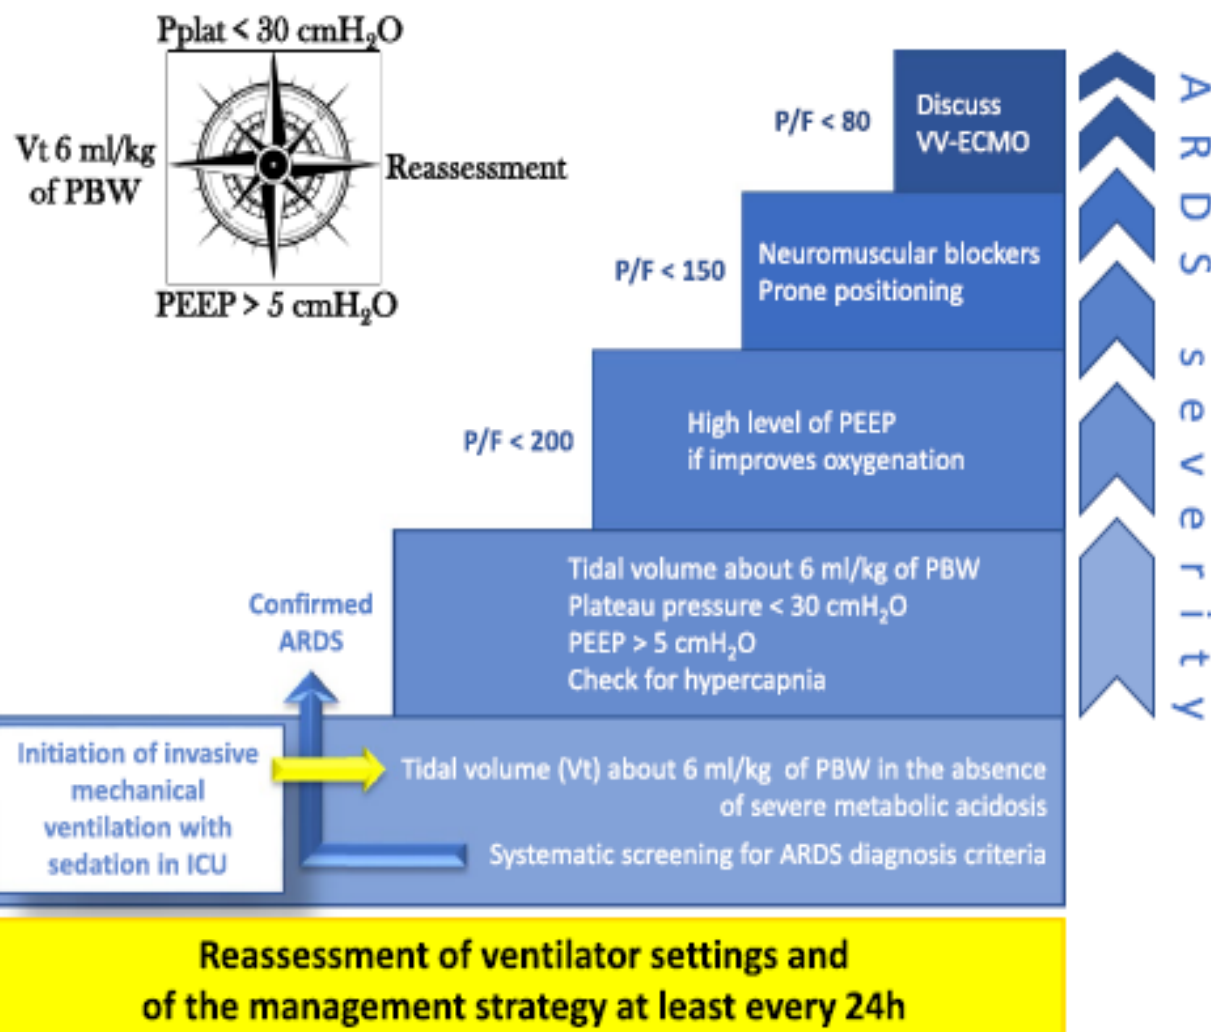 Pplat < 30 cmH₂O
Vt 6 ml/kg
of PBW
Reassessment
PEEP > 5 cmH₂O
P/F < 80
Discuss
VV-ECMO
P/F < 150
Neuromuscular blockers
Prone positioning
P/F < 200
High level of PEEP
if improves oxygenation
Confirmed
ARDS
Tidal volume about 6 ml/kg of PBW
Plateau pressure < 30 cmH₂O
PEEP > 5 cmH₂O
Check for hypercapnia
Initiation of invasive
mechanical
ventilation with
sedation in ICU
Tidal volume (Vt) about 6 ml/kg of PBW in the absence
of severe metabolic acidosis
Systematic screening for ARDS diagnosis criteria
ARDS severity
Reassessment of ventilator settings and
of the management strategy at least every 24h